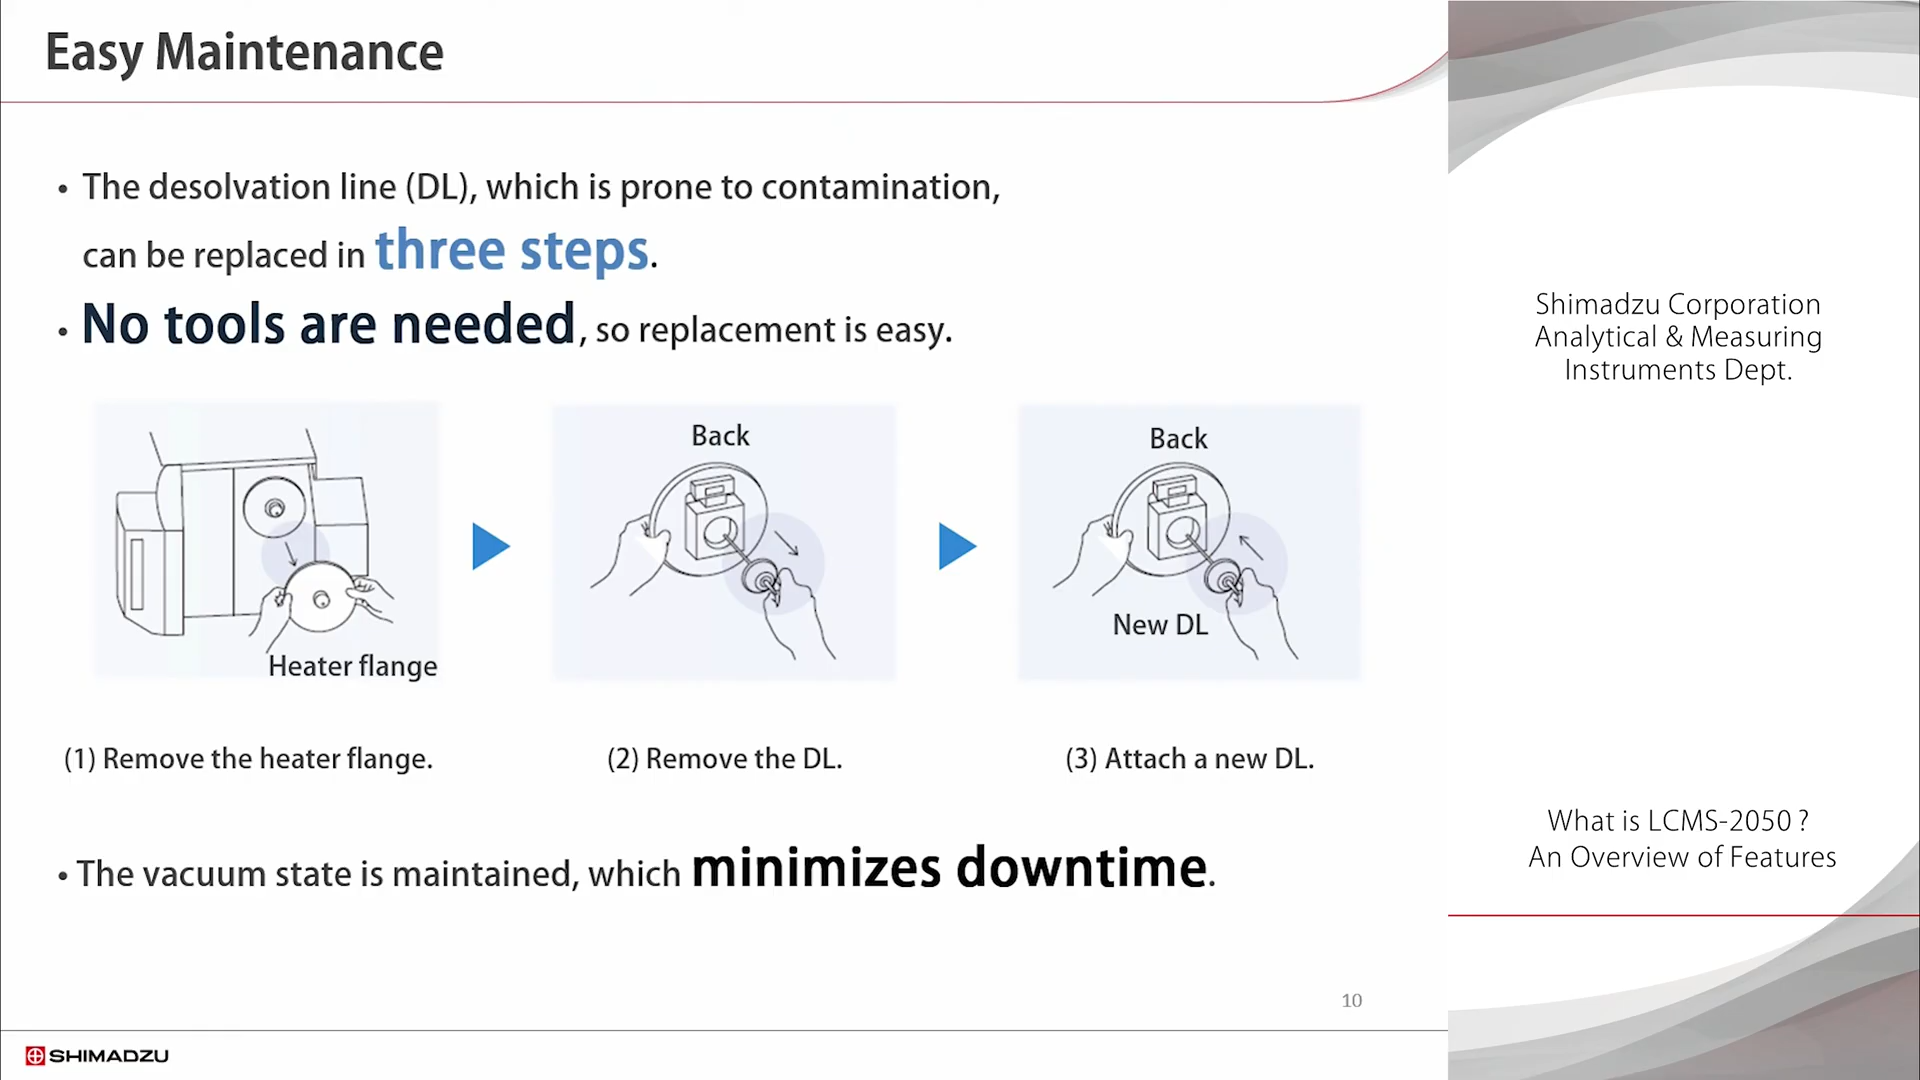 Easy Maintenance
• The desolvation line (DL), which is prone to contamination,
can be replaced in three steps.
• No tools are needed, so replacement is easy.
Heater flange
Back
Back
New DL
(1) Remove the heater flange.
(2) Remove the DL.
(3) Attach a new DL.
• The vacuum state is maintained, which minimizes downtime.
10
SHIMADZU
Shimadzu Corporation
Analytical & Measuring
Instruments Dept.
What is LCMS-2050 ?
An Overview of Features